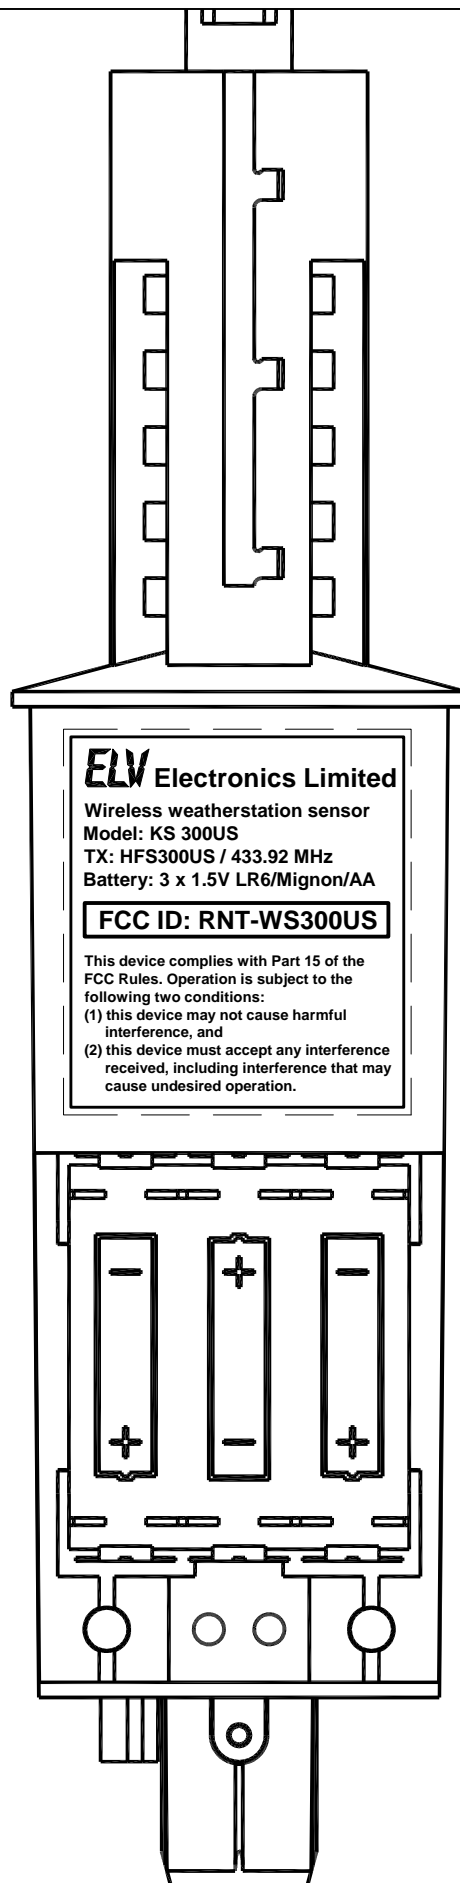 ELV Electronics Limited
Wireless weatherstation sensor
Model: KS 300US
TX: HFS300US / 433.92 MHz
Battery: 3 x 1.5V LR6/Mignon/AA
FCC ID: RNT-WS300US
This device complies with Part 15 of the
FCC Rules. Operation is subject to the
following two conditions:
(1) this device may not cause harmful
interference, and
(2) this device must accept any interference
received, including interference that may
cause undesired operation.
− + −
+ − +